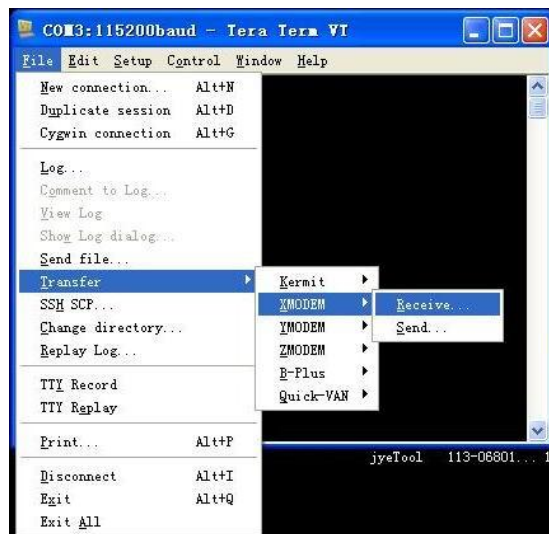 COM3:115200baud - Tera Term VT
File Edit Setup Control Window Help
New connection... Alt+N
Duplicate session Alt+D
Cygwin connection Alt+G
Log...
Comment to Log...
View Log
Show Log dialog...
Send file...
Transfer
SSH SCP...
Change directory...
Replay Log...
TTY Record
TTY Replay
Print... Alt+P
Disconnect Alt+I
Exit Alt+Q
Exit All
Kermit
XMODEM
YMODEM
ZMODEM
B-Plus
Quick-VAN
Receive...
Send...
jyeTool 113-06801... 1